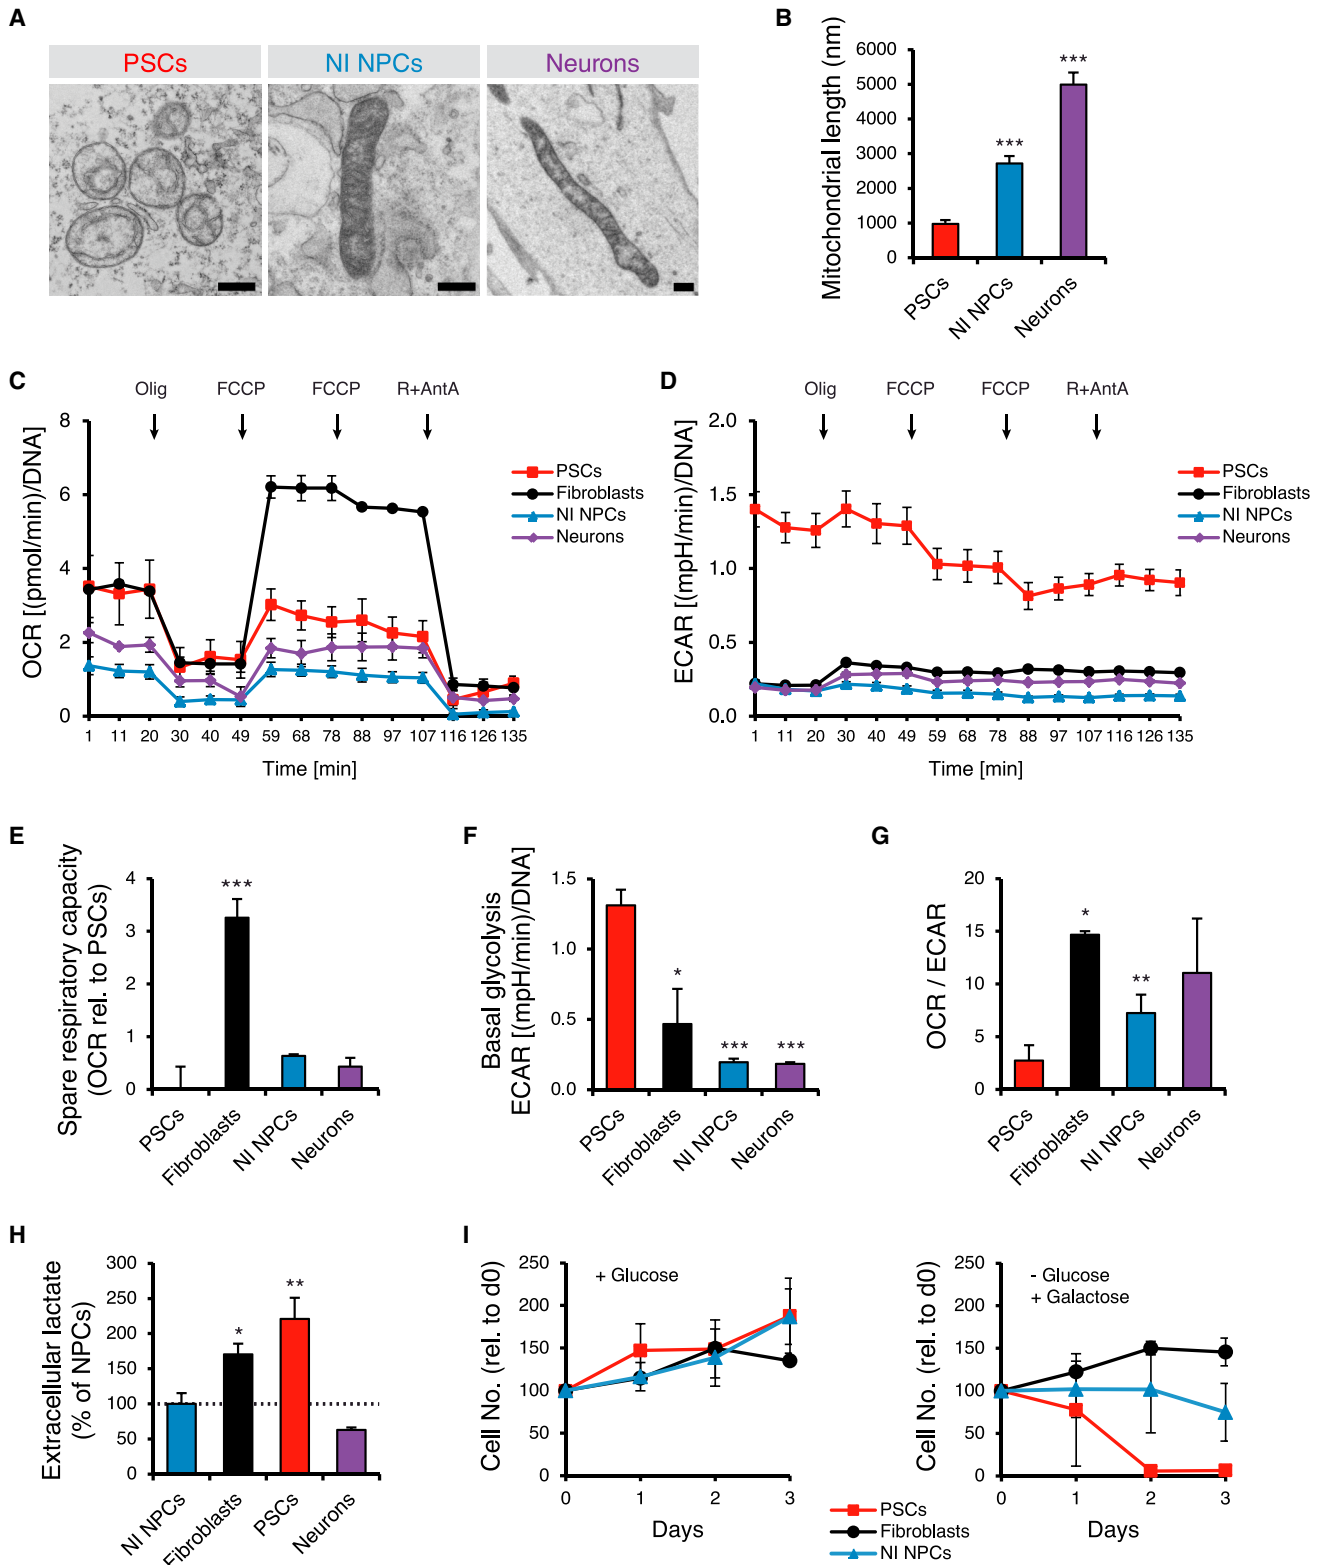 A
PSCs
NI NPCs
Neurons
B
Mitochondrial length (nm)
6000
5000
4000
3000
2000
1000
0
***
***
PSCs
NI NPCs
Neurons
C
Olig
FCCP
FCCP
R+AntA
OCR [(pmol/min)/DNA]
8
6
4
2
0
1 11 20 30 40 49 59 68 78 88 97 107 116 126 135
Time [min]
PSCs
Fibroblasts
NI NPCs
Neurons
D
Olig
FCCP
FCCP
R+AntA
ECAR [(mpH/min)/DNA]
2.0
1.5
1.0
0.5
0.0
1 11 20 30 40 49 59 68 78 88 97 107 116 126 135
Time [min]
PSCs
Fibroblasts
NI NPCs
Neurons
E
Spare respiratory capacity
(OCR rel. to PSCs)
4
3
2
1
0
***
PSCs
Fibroblasts
NI NPCs
Neurons
F
Basal glycolysis
ECAR [(mpH/min)/DNA]
1.5
1.0
0.5
0.0
*
***
***
PSCs
Fibroblasts
NI NPCs
Neurons
G
OCR / ECAR
20
15
10
5
0
*
**
PSCs
Fibroblasts
NI NPCs
Neurons
H
Extracellular lactate
(% of NPCs)
300
250
200
150
100
50
0
*
**
NI NPCs
Fibroblasts
PSCs
Neurons
I
Cell No. (rel. to d0)
250
200
150
100
50
0
+ Glucose
0 1 2 3
Days
Cell No. (rel. to d0)
250
200
150
100
50
0
- Glucose
+ Galactose
0 1 2 3
Days
PSCs
Fibroblasts
NI NPCs